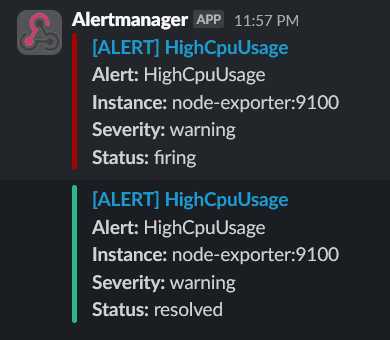 Alertmanager APP 11:57 PM
[ALERT] HighCpuUsage
Alert: HighCpuUsage
Instance: node-exporter:9100
Severity: warning
Status: firing
[ALERT] HighCpuUsage
Alert: HighCpuUsage
Instance: node-exporter:9100
Severity: warning
Status: resolved